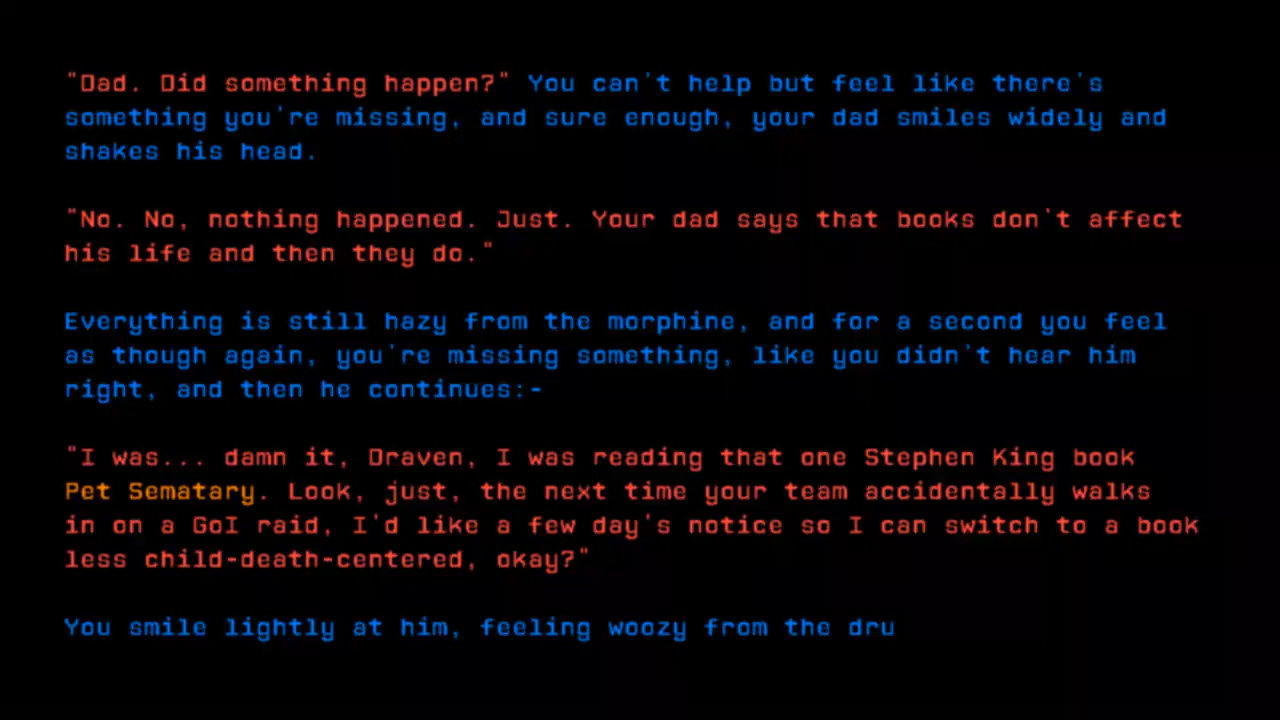 "Dad. Did something happen?" You can't help but feel like there's
something you're missing, and sure enough, your dad smiles widely and
shakes his head.
"No. No, nothing happened. Just. Your dad says that books don't affect
his life and then they do."
Everything is still hazy from the morphine, and for a second you feel
as though again, you're missing something, like you didn't hear him
right, and then he continues:-
"I was... damn it, Draven, I was reading that one Stephen King book
Pet Sematary. Look, just, the next time your team accidentally walks
in on a GoI raid, I'd like a few day's notice so I can switch to a book
less child-death-centered, okay?"
You smile lightly at him, feeling woozy from the dru